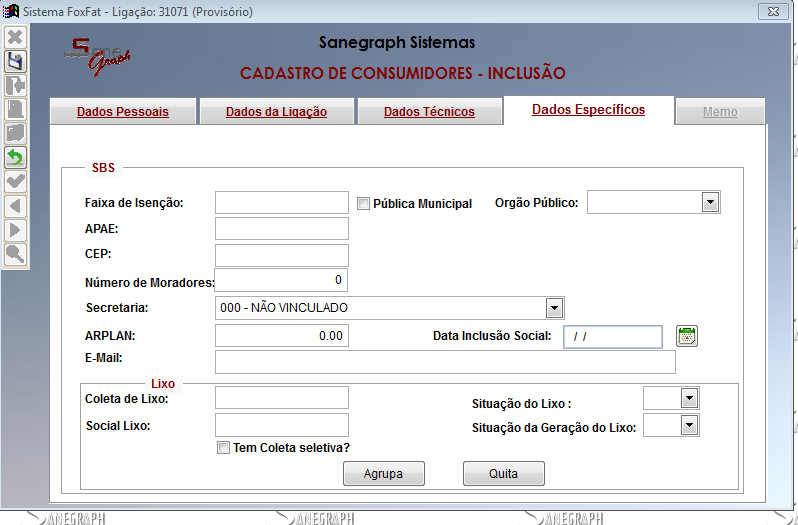 Sistema FoxFat - Ligação: 31071 (Provisório)
Sane Graph
Sanegraph Sistemas
CADASTRO DE CONSUMIDORES - INCLUSÃO
Dados Pessoais Dados da Ligação Dados Técnicos Dados Específicos Memo
SBS
Faixa de Isenção: Pública Municipal Orgão Público:
APAE:
CEP:
Número de Moradores: 0
Secretaria: 000 - NÃO VINCULADO
ARPLAN: 0.00 Data Inclusão Social: / /
E-Mail:
Lixo
Coleta de Lixo: Situação do Lixo :
Social Lixo: Situação da Geração do Lixo:
Tem Coleta seletiva?
Agrupa Quita
SANEGRAPH SANEGRAPH SANEGRAPH SANEGRAPH